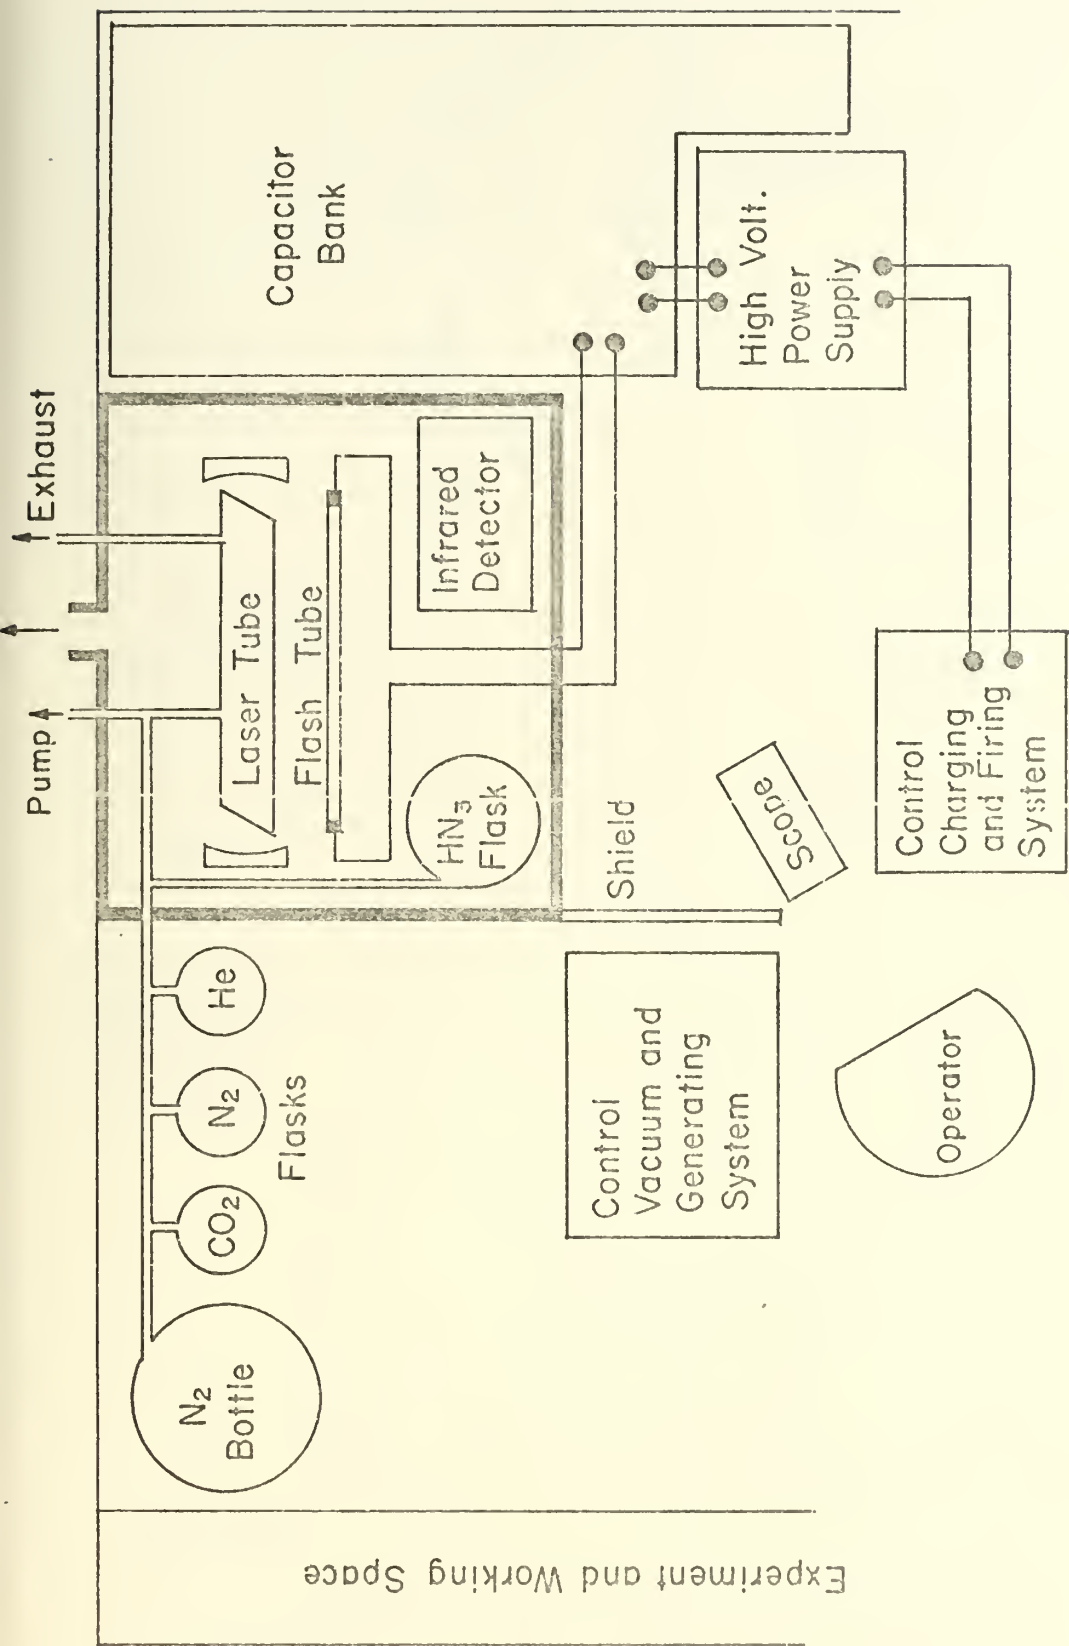 Pump
Exhaust
Laser Tube
Flash Tube
Infrared
Detector
Capacitor
Bank
HN3
Flask
He
N2
CO2
Flasks
N2
Bottle
Shield
Scope
High Volt.
Power
Supply
Control
Vacuum and
Generating
System
Operator
Control
Charging
and Firing
System
Experiment and Working Space